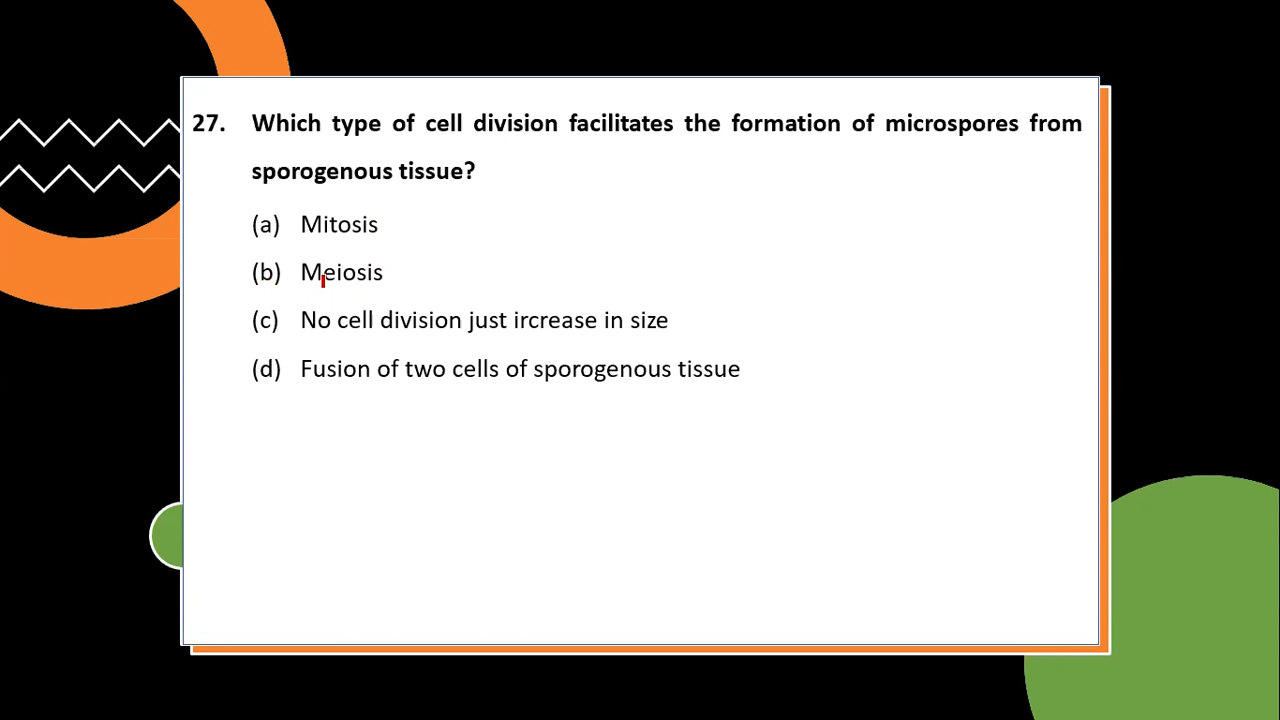 27. Which type of cell division facilitates the formation of microspores from
sporogenous tissue?
(a) Mitosis
(b) Meiosis
(c) No cell division just ircrease in size
(d) Fusion of two cells of sporogenous tissue